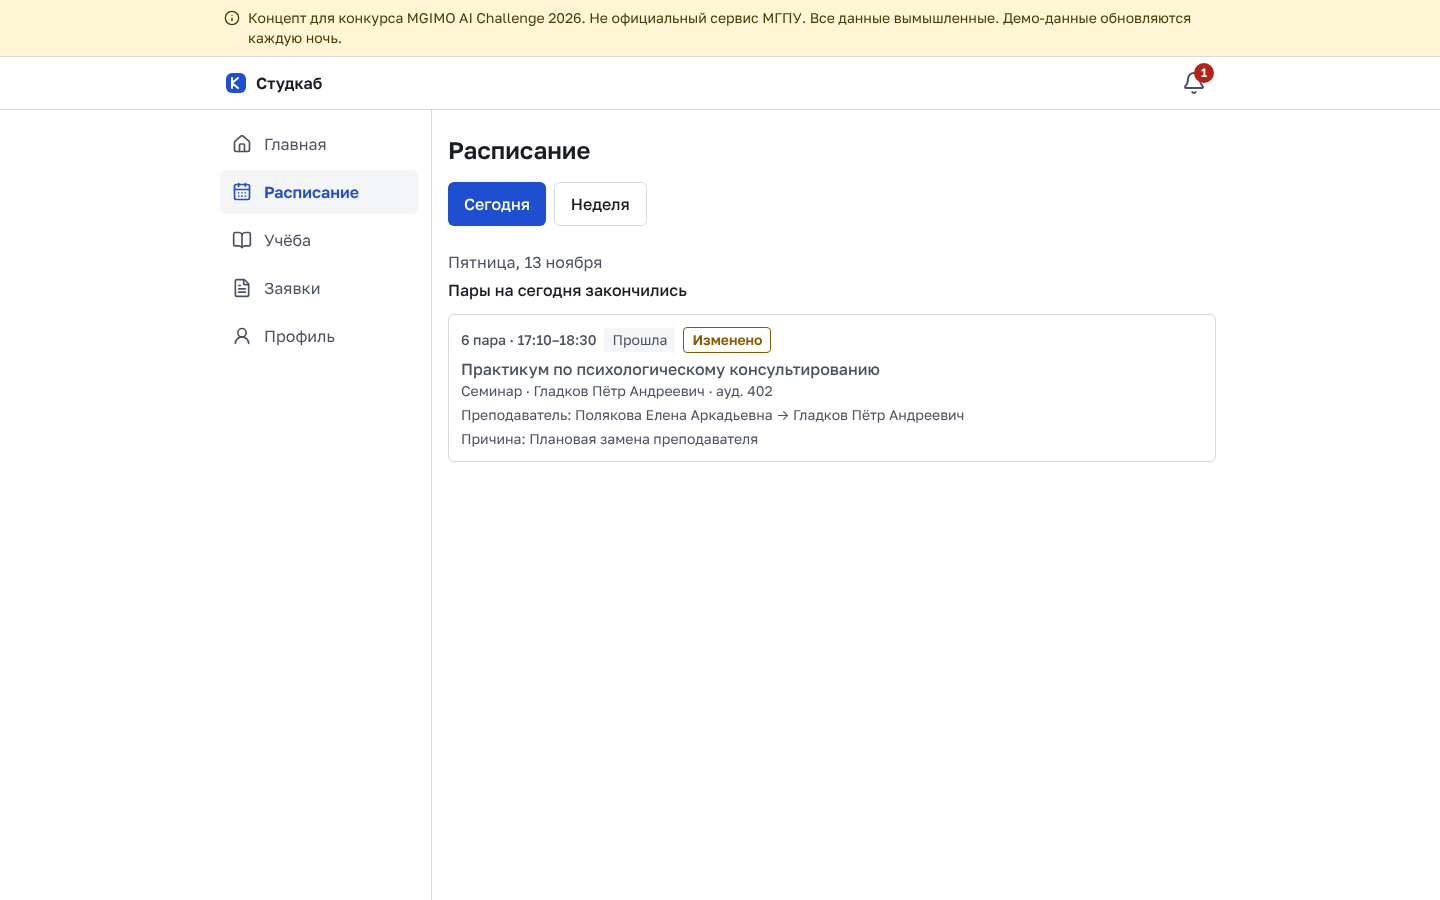 Концепт для конкурса MGIMO AI Challenge 2026. Не официальный сервис МГПУ. Все данные вымышленные. Демо-данные обновляются
каждую ночь.
Студкаб
1
Главная
Расписание
Учёба
Заявки
Профиль
Расписание
Сегодня
Неделя
Пятница, 13 ноября
Пары на сегодня закончились
6 пара · 17:10–18:30 Прошла Изменено
Практикум по психологическому консультированию
Семинар · Гладков Пётр Андреевич · ауд. 402
Преподаватель: Полякова Елена Аркадьевна → Гладков Пётр Андреевич
Причина: Плановая замена преподавателя